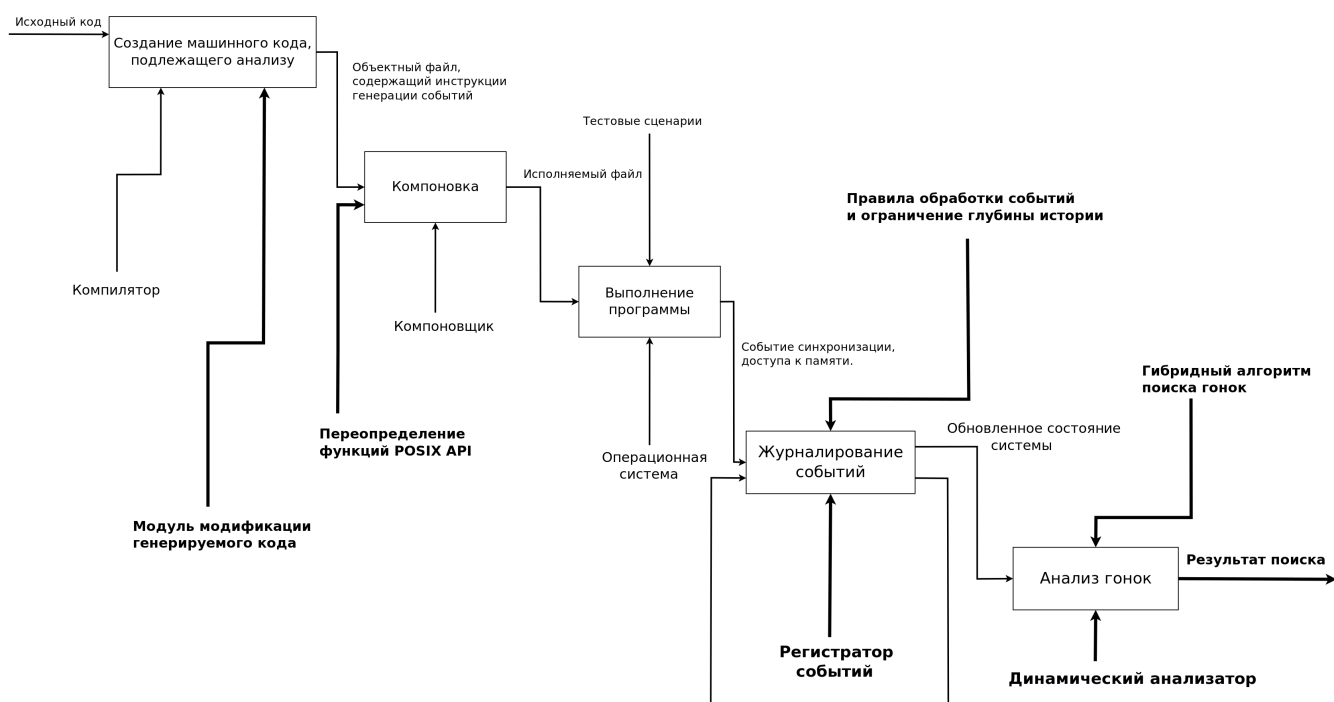 Исходный код
Создание машинного кода,
подлежащего анализу
Объектный файл,
содержащий инструкции
генерации событий
Тестовые сценарии
Компоновка
Исполняемый файл
Правила обработки событий
и ограничение глубины истории
Компилятор
Выполнение
программы
Компоновщик
Событие синхронизации,
доступа к памяти.
Гибридный алгоритм
поиска гонок
Переопределение
функций POSIX API
Операционная
система
Журналирование
событий
Обновленное состояние
системы
Модуль модификации
генерируемого кода
Анализ гонок
Результат поиска
Регистратор
событий
Динамический анализатор